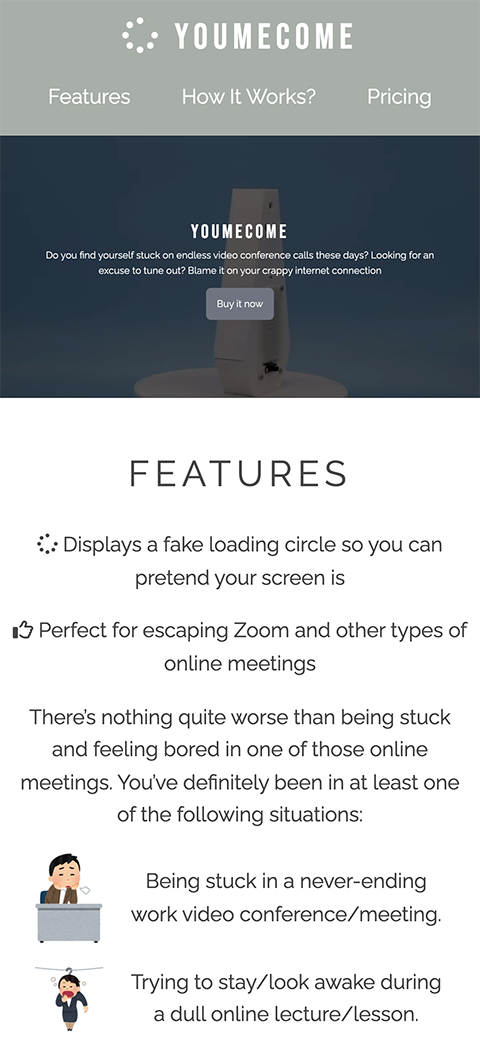 YOUMECOME
Features How It Works? Pricing
YOUMECOME
Do you find yourself stuck on endless video conference calls these days? Looking for an
excuse to tune out? Blame it on your crappy internet connection
Buy it now
FEATURES
Displays a fake loading circle so you can
pretend your screen is
Perfect for escaping Zoom and other types of
online meetings
There’s nothing quite worse than being stuck
and feeling bored in one of those online
meetings. You’ve definitely been in at least one
of the following situations:
Being stuck in a never-ending
work video conference/meeting.
Trying to stay/look awake during
a dull online lecture/lesson.